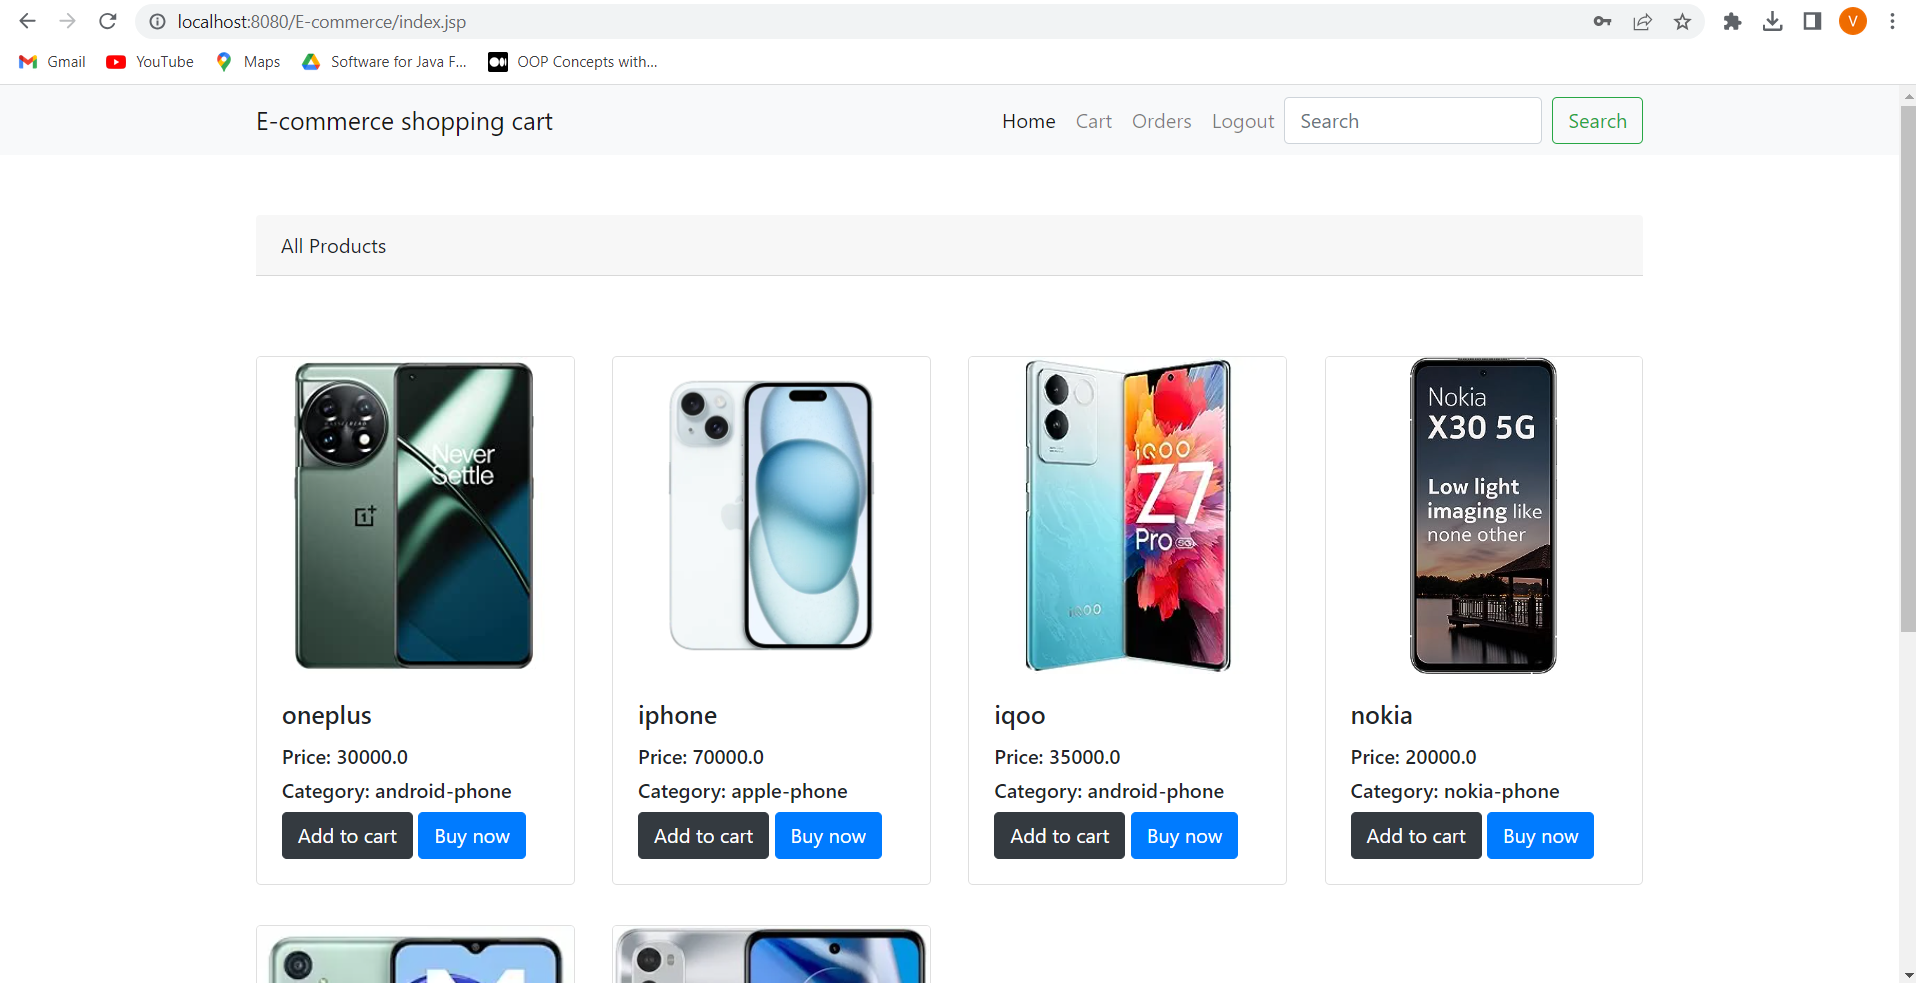 localhost:8080/E-commerce/index.jsp
V
Gmail YouTube Maps Software for Java F... OOP Concepts with...
E-commerce shopping cart Home Cart Orders Logout Search Search
All Products
Never
Settle
1+
iQOO
Z7
Pro 5G
iQOO
Nokia
X30 5G
Low light
imaging like
none other
oneplus
Price: 30000.0
Category: android-phone
Add to cart Buy now
iphone
Price: 70000.0
Category: apple-phone
Add to cart Buy now
iqoo
Price: 35000.0
Category: android-phone
Add to cart Buy now
nokia
Price: 20000.0
Category: nokia-phone
Add to cart Buy now